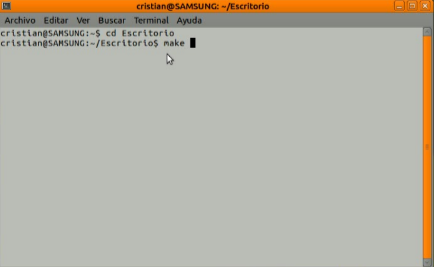 cristian@SAMSUNG: ~/Escritorio
Archivo Editar Ver Buscar Terminal Ayuda
cristian@SAMSUNG:~$ cd Escritorio
cristian@SAMSUNG:~/Escritorio$ make